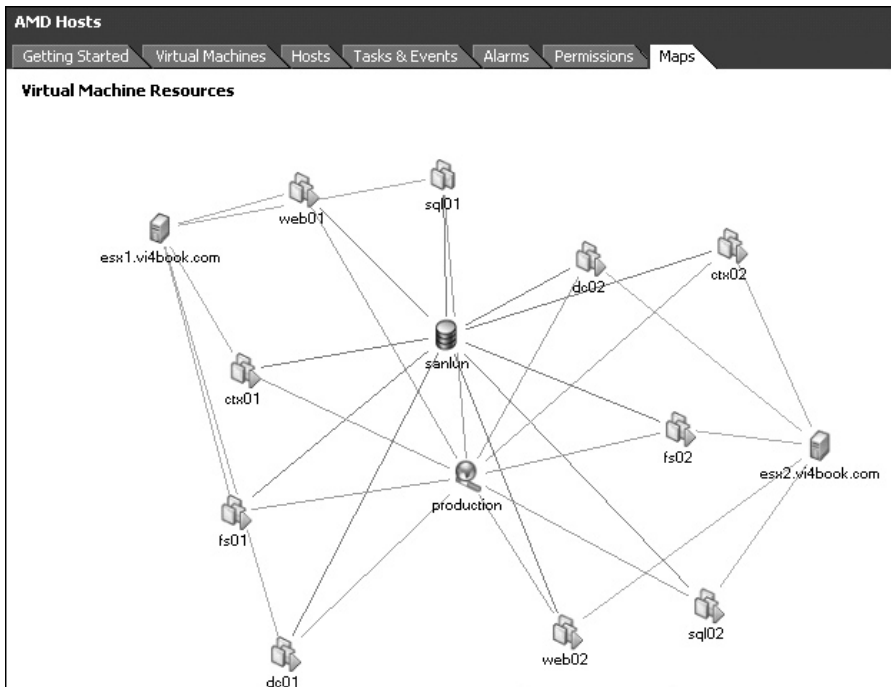 AMD Hosts
Getting Started Virtual Machines Hosts Tasks & Events Alarms Permissions Maps
Virtual Machine Resources
sql01
web01
esx1.vi4book.com
ctx02
dc02
sanlun
ctx01
fs02
esx2.vi4book.com
production
fs01
sql02
web02
dc01